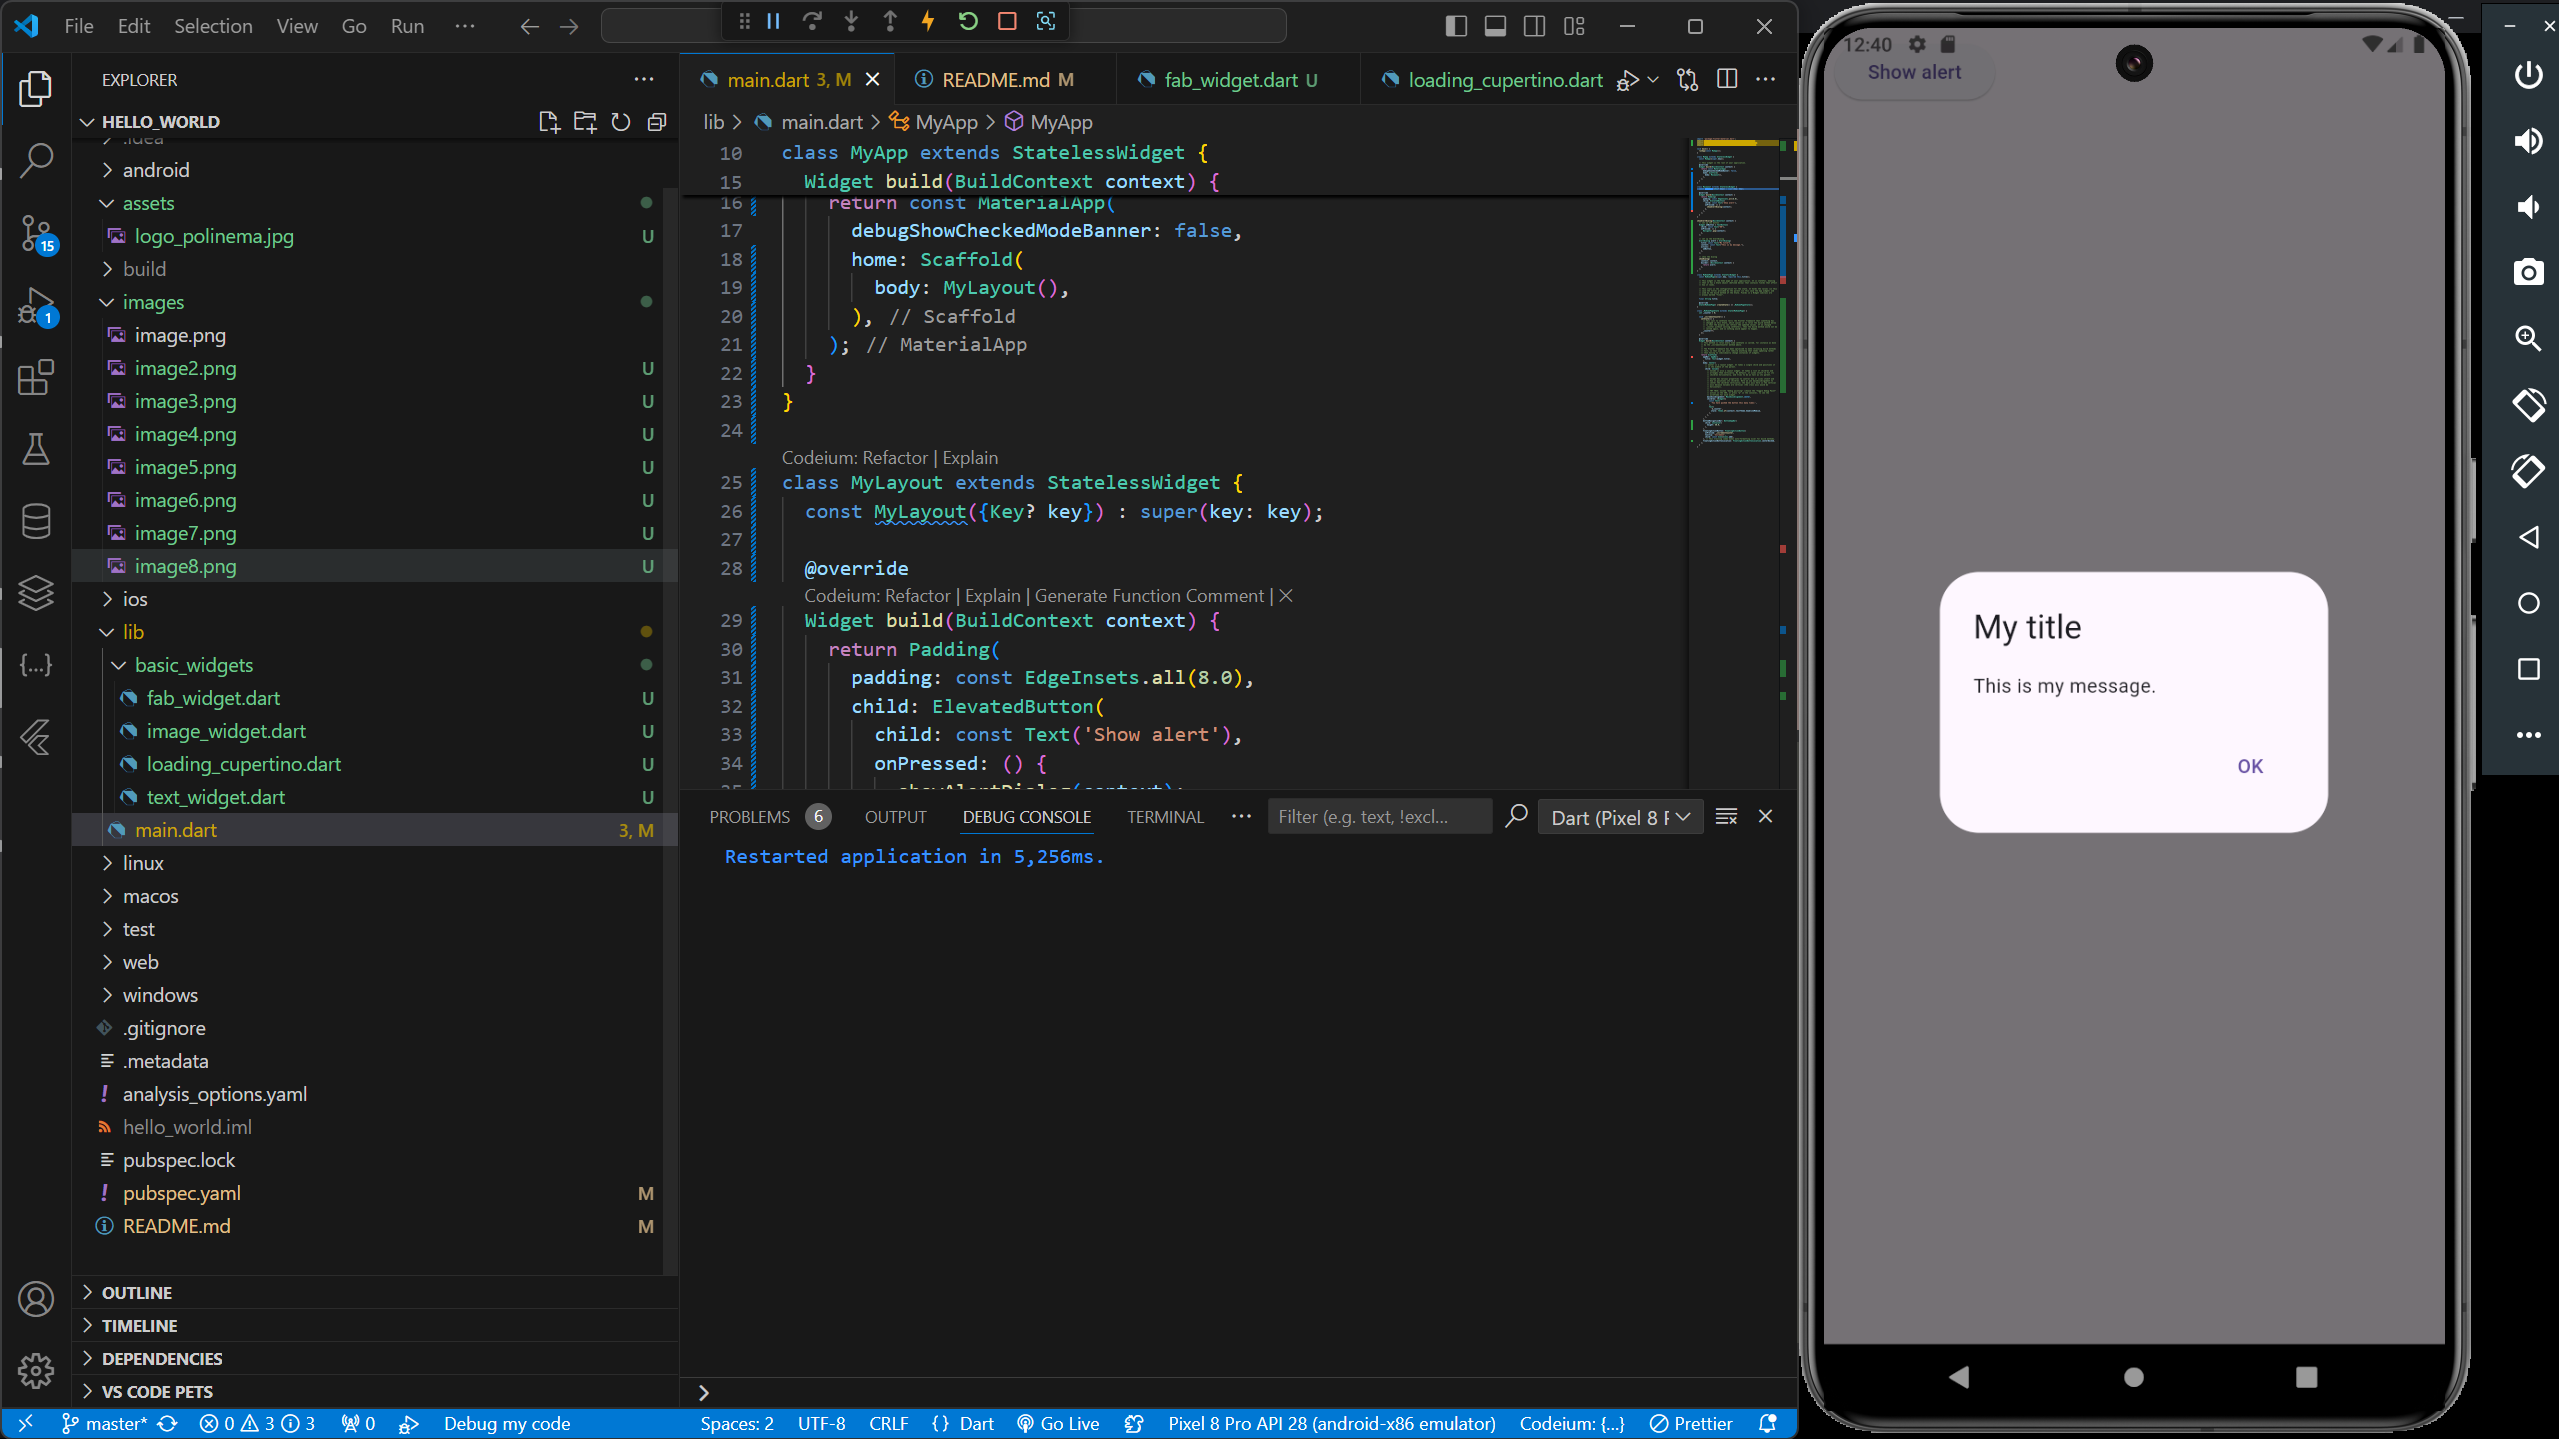 File Edit Selection View Go Run ···
EXPLORER
HELLO_WORLD
.idea
android
assets
logo_polinema.jpg U
build
images
image.png
image2.png U
image3.png U
image4.png U
image5.png U
image6.png U
image7.png U
image8.png U
ios
lib
basic_widgets
fab_widget.dart U
image_widget.dart U
loading_cupertino.dart U
text_widget.dart U
main.dart 3, M
linux
macos
test
web
windows
.gitignore
.metadata
analysis_options.yaml
hello_world.iml
pubspec.lock
pubspec.yaml M
README.md M
OUTLINE
TIMELINE
DEPENDENCIES
VS CODE PETS
15
1
main.dart 3, M README.md M fab_widget.dart U loading_cupertino.dart
lib > main.dart > MyApp > MyApp
10 class MyApp extends StatelessWidget {
15 Widget build(BuildContext context) {
16 return const MaterialApp(
17 debugShowCheckedModeBanner: false,
18 home: Scaffold(
19 body: MyLayout(),
20 ), // Scaffold
21 ); // MaterialApp
22 }
23 }
24
Codeium: Refactor | Explain
25 class MyLayout extends StatelessWidget {
26 const MyLayout({Key? key}) : super(key: key);
27
28 @override
Codeium: Refactor | Explain | Generate Function Comment | ×
29 Widget build(BuildContext context) {
30 return Padding(
31 padding: const EdgeInsets.all(8.0),
32 child: ElevatedButton(
33 child: const Text('Show alert'),
34 onPressed: () {
35 showAlertDialog(context);
PROBLEMS 6 OUTPUT DEBUG CONSOLE TERMINAL ··· Filter (e.g. text, !excl... Dart (Pixel 8 P
Restarted application in 5,256ms.
master* 0 3 3 0 Debug my code Spaces: 2 UTF-8 CRLF {} Dart Go Live Pixel 8 Pro API 28 (android-x86 emulator) Codeium: {...} Prettier
12:40
Show alert
My title
This is my message.
OK